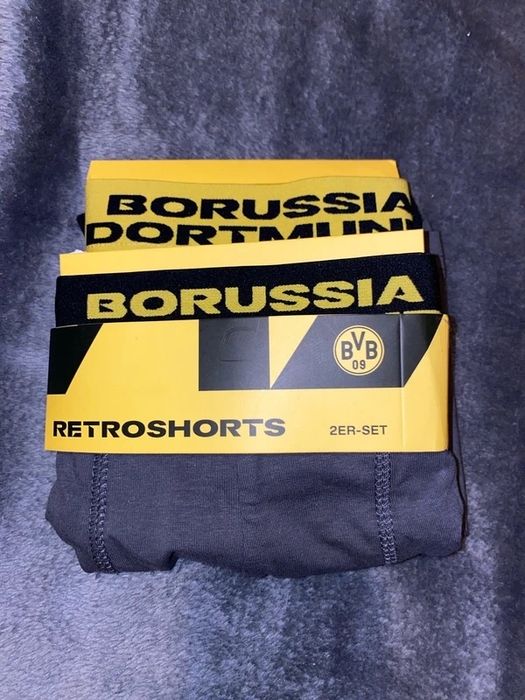 BORUSSIA
DORTMUN
BORUSSIA
BVB
09
RETROSHORTS
2ER-SET